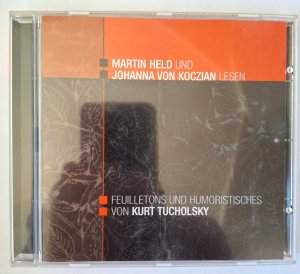 MARTIN HELD UND
JOHANNA VON KOCZIAN LESEN
FEUILLETONS UND HUMORISTISCHES
VON KURT TUCHOLSKY